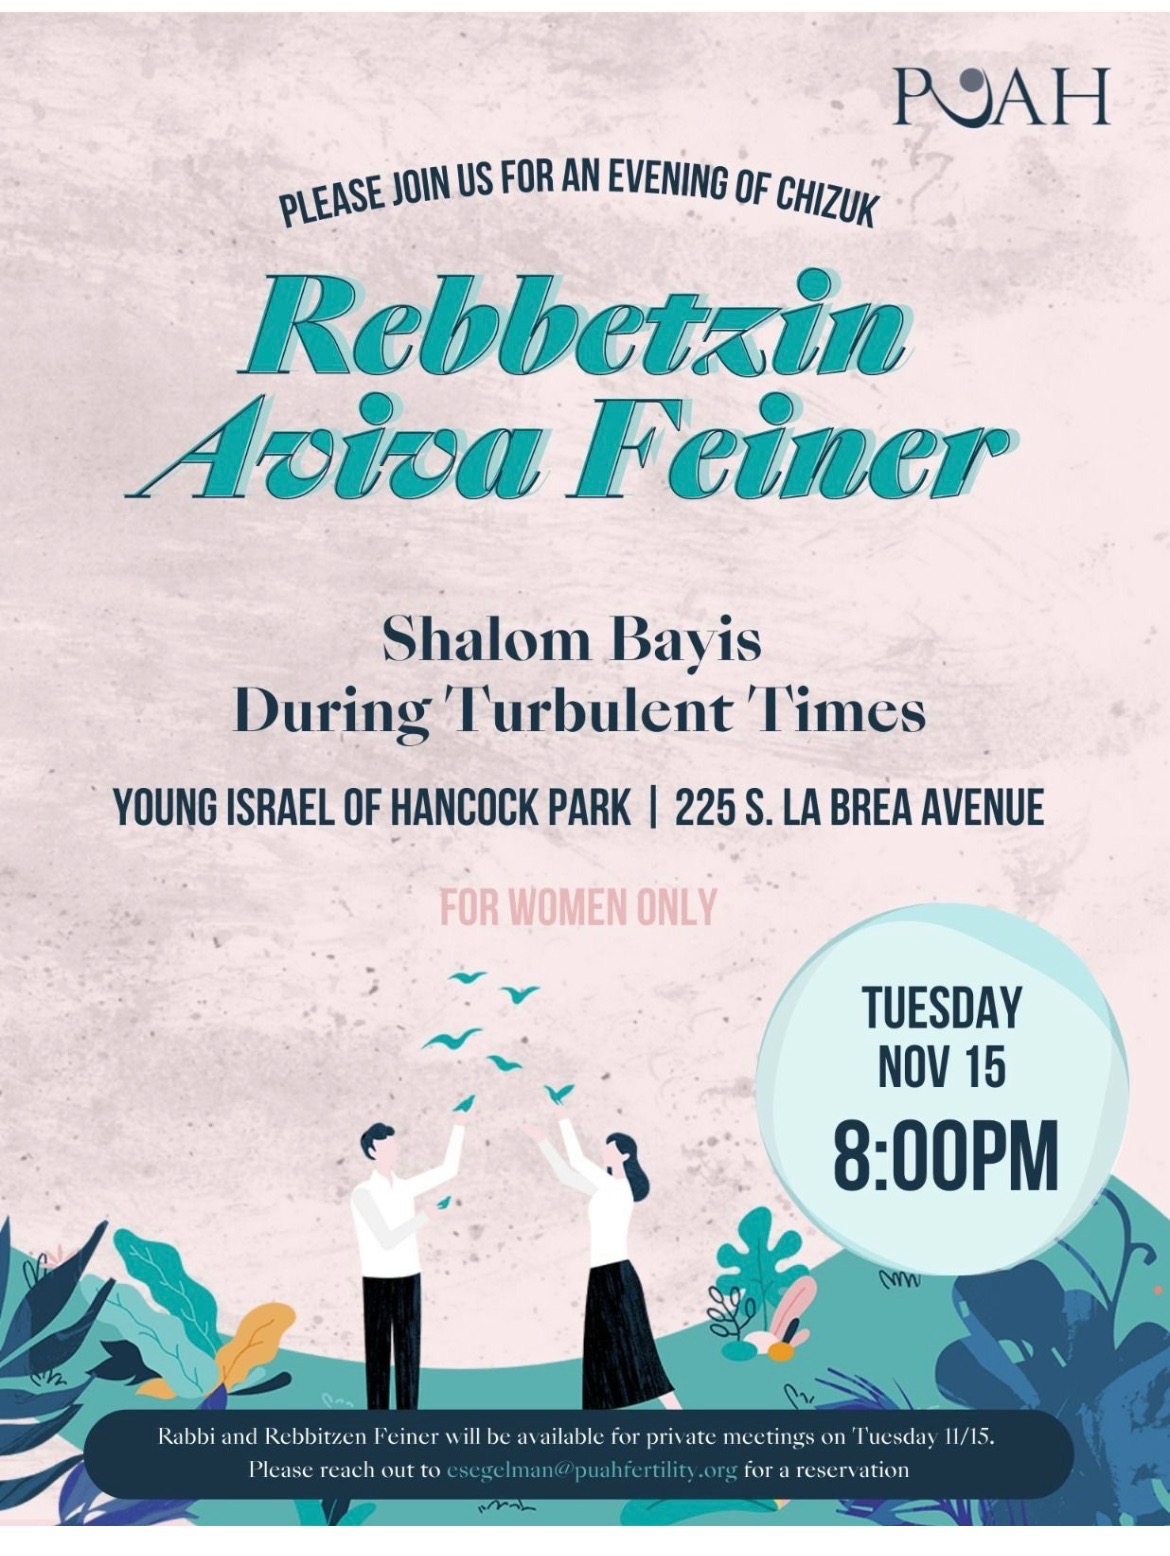 PUAH
PLEASE JOIN US FOR AN EVENING OF CHIZUK
Rebbetzin
Aviva Feiner
Shalom Bayis
During Turbulent Times
YOUNG ISRAEL OF HANCOCK PARK | 225 S. LA BREA AVENUE
FOR WOMEN ONLY
TUESDAY
NOV 15
8:00PM
Rabbi and Rebbitzen Feiner will be available for private meetings on Tuesday 11/15.
Please reach out to esegelman@puahfertility.org for a reservation